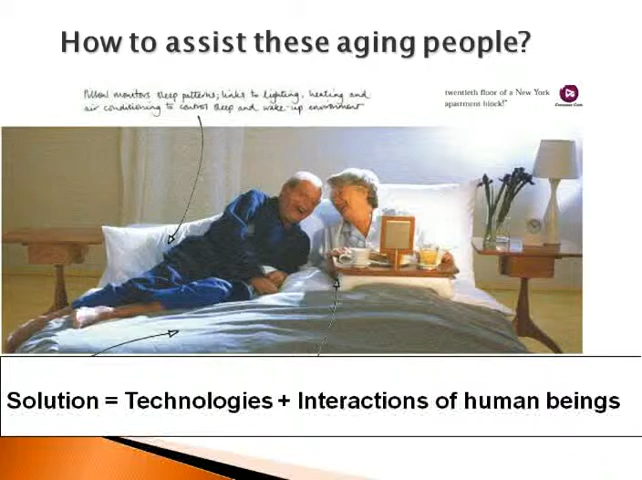 How to assist these aging people?
Pillow monitors sleep patterns; links to lighting, heating and
air conditioning to control sleep and wake-up environment
twentieth floor of a New York
apartment block!"
Solution = Technologies + Interactions of human beings